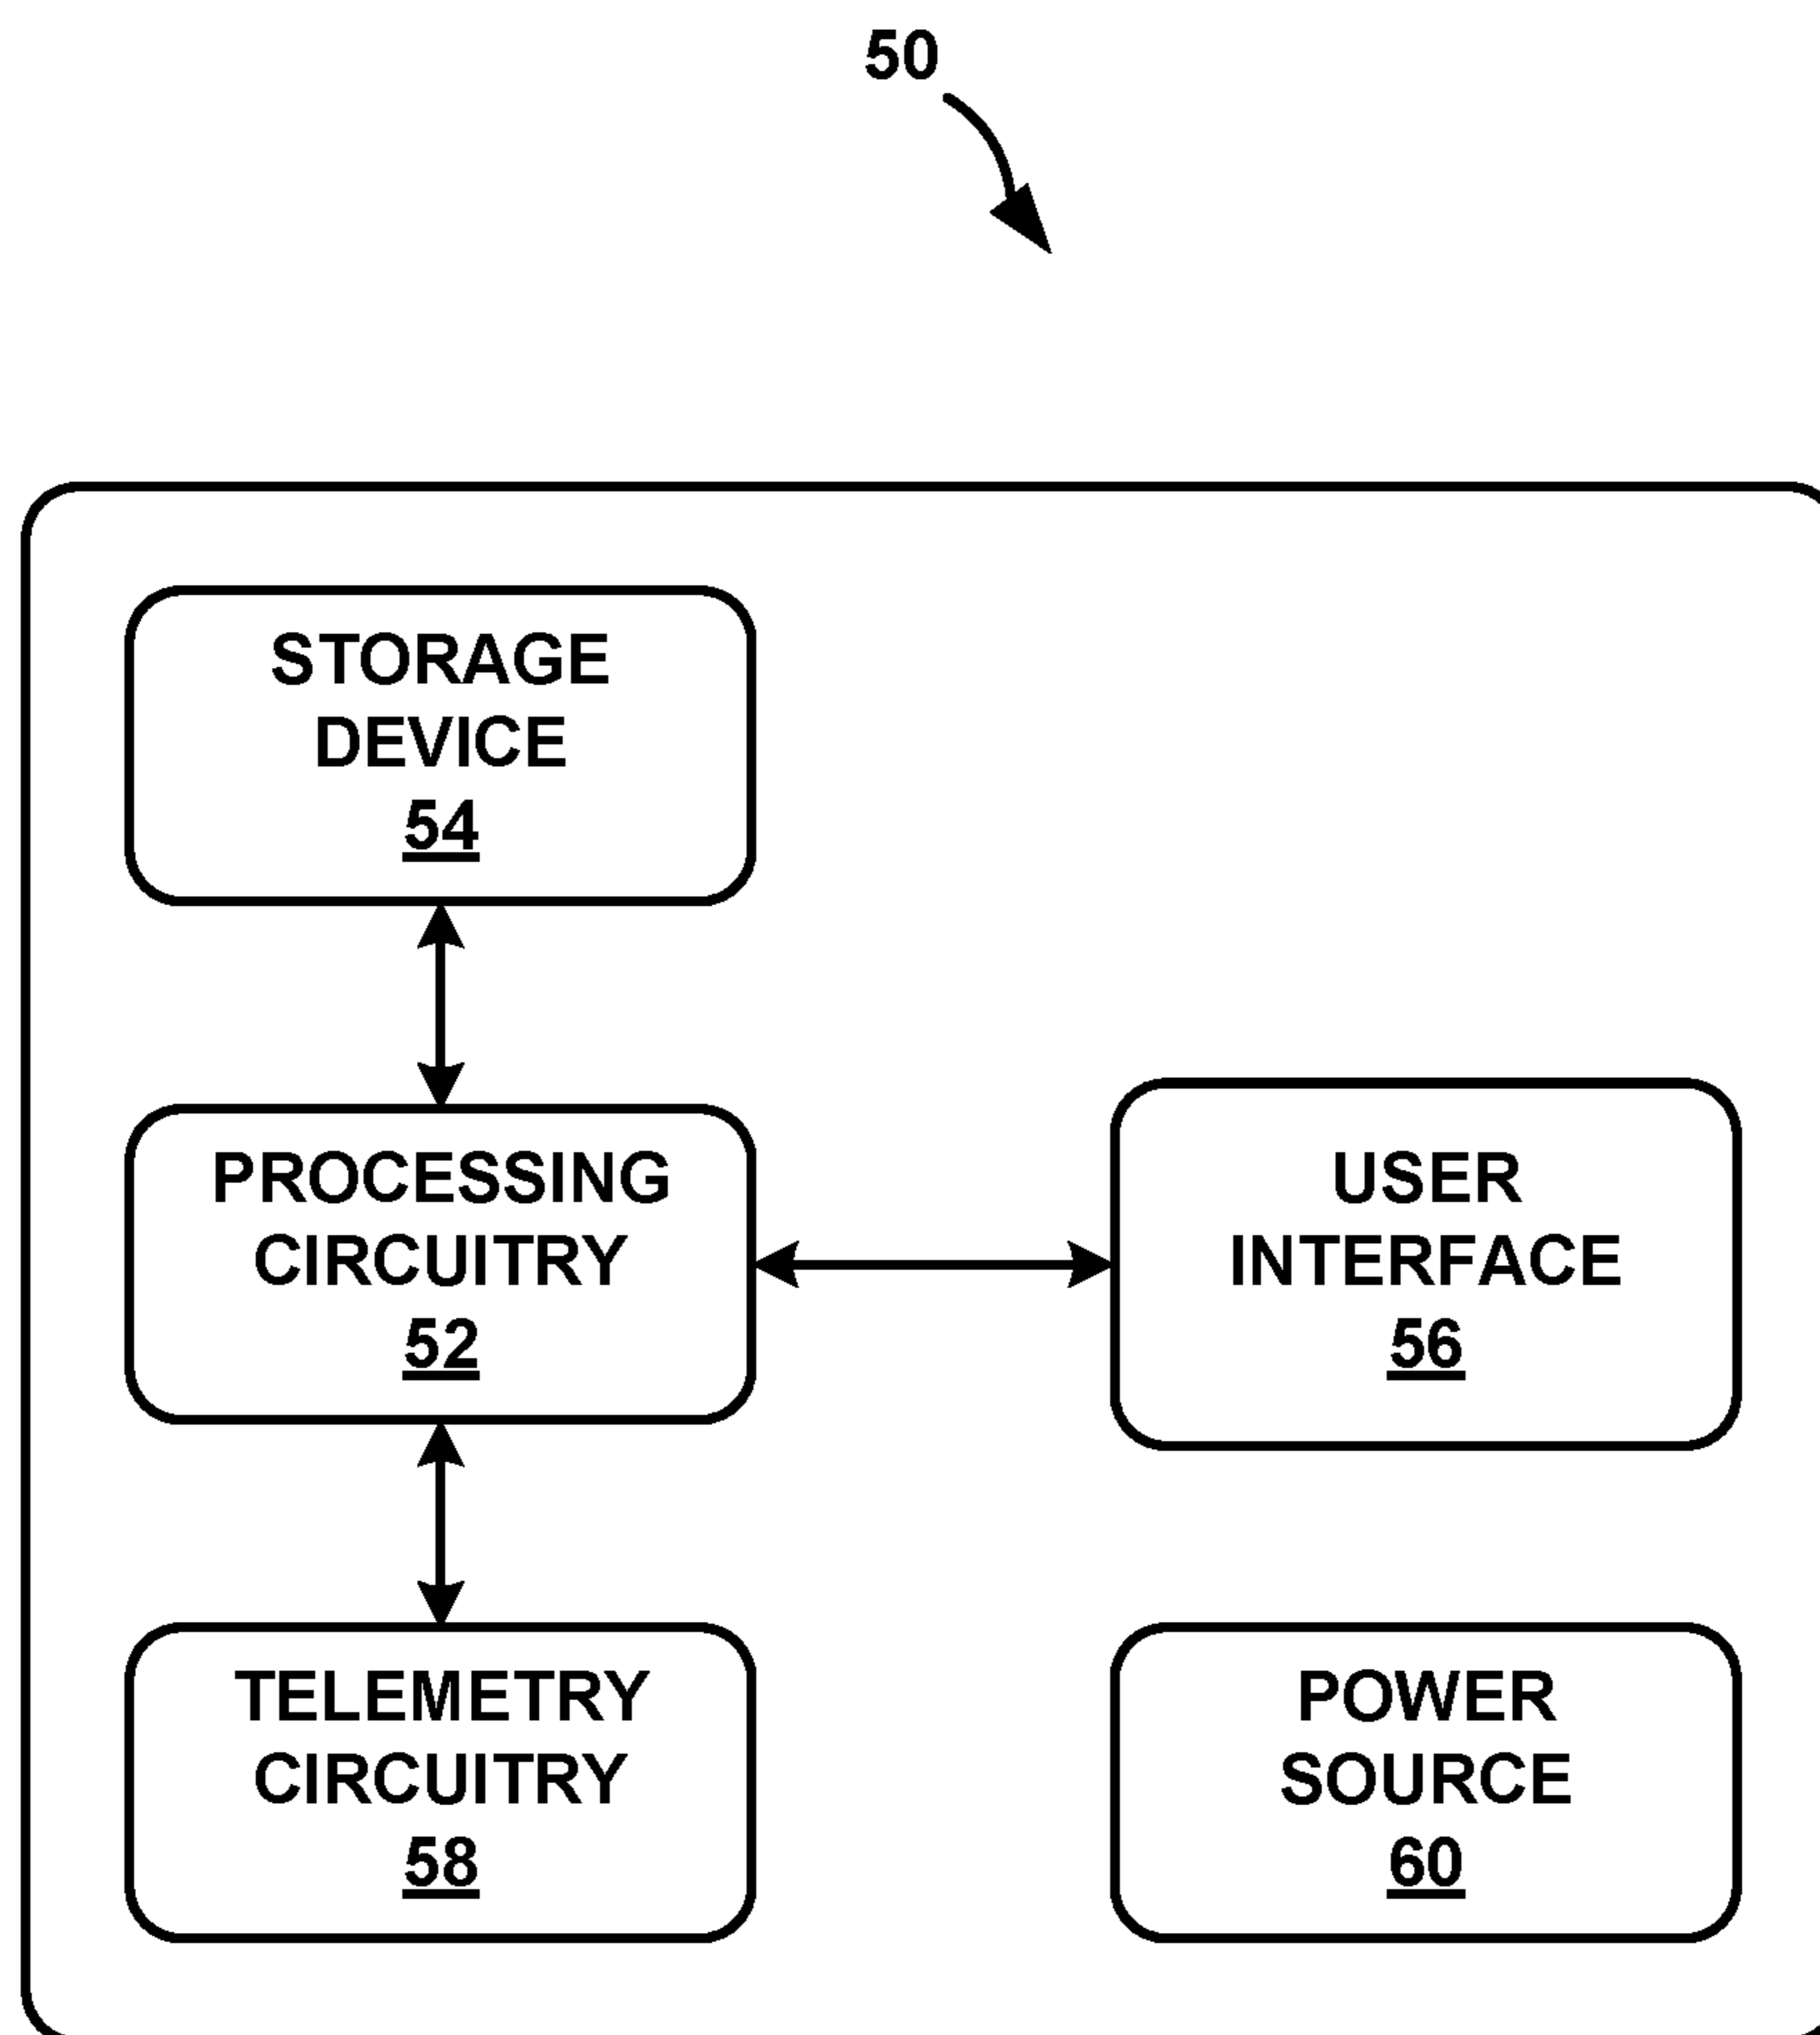 50
STORAGE
DEVICE
54
PROCESSING
CIRCUITRY
52
USER
INTERFACE
56
TELEMETRY
CIRCUITRY
58
POWER
SOURCE
60